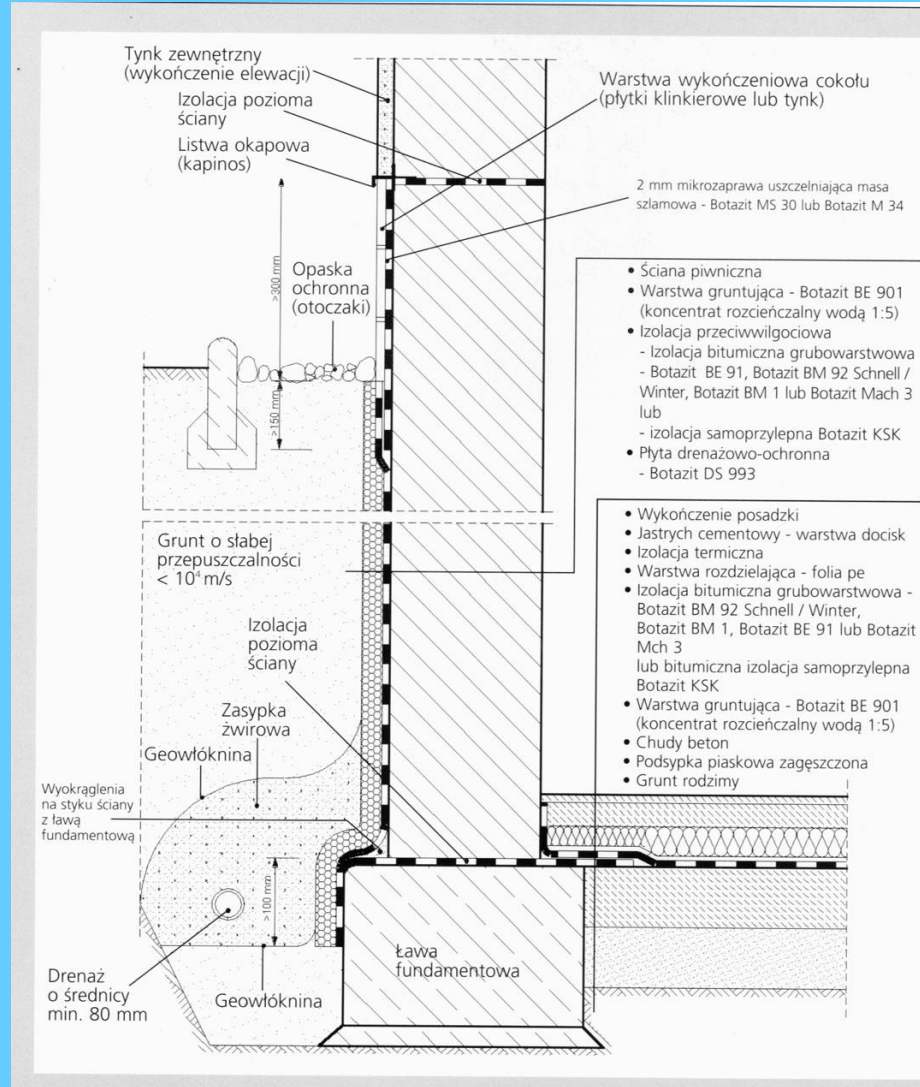 Tynk zewnętrzny
(wykończenie elewacji)
Izolacja pozioma
ściany
Listwa okapowa
(kapinos)
Warstwa wykończeniowa cokołu
(płytki klinkierowe lub tynk)
2 mm mikrozaprawa uszczelniająca masa
szlamowa - Botazit MS 30 lub Botazit M 34
>300 mm
Opaska
ochronna
(otoczaki)
>150 mm
• Ściana piwniczna
• Warstwa gruntująca - Botazit BE 901
(koncentrat rozcieńczalny wodą 1:5)
• Izolacja przeciwwilgociowa
- Izolacja bitumiczna grubowarstwowa
- Botazit BE 91, Botazit BM 92 Schnell /
Winter, Botazit BM 1 lub Botazit Mach 3
lub
- izolacja samoprzylepna Botazit KSK
• Płyta drenażowo-ochronna
- Botazit DS 993
• Wykończenie posadzki
• Jastrych cementowy - warstwa docisk
• Izolacja termiczna
• Warstwa rozdzielająca - folia pe
• Izolacja bitumiczna grubowarstwowa -
Botazit BM 92 Schnell / Winter,
Botazit BM 1, Botazit BE 91 lub Botazit
Mch 3
lub bitumiczna izolacja samoprzylepna
Botazit KSK
• Warstwa gruntująca - Botazit BE 901
(koncentrat rozcieńczalny wodą 1:5)
• Chudy beton
• Podsypka piaskowa zagęszczona
• Grunt rodzimy
Grunt o słabej
przepuszczalności
< 10⁴ m/s
Izolacja
pozioma
ściany
Zasypka
żwirowa
Geowłóknina
Wyokrąglenia
na styku ściany
z ławą
fundamentową
>100 mm
Ława
fundamentowa
Drenaż
o średnicy
min. 80 mm
Geowłóknina